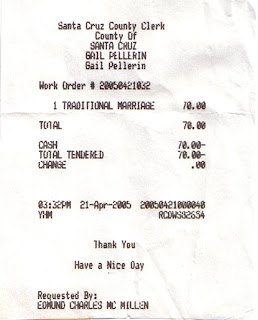 Santa Cruz County Clerk
County Of
SANTA CRUZ
GAIL PELLERIN
Gail Pellerin
Work Order # 20050421032
1 TRADITIONAL MARRIAGE 70.00
TOTAL 70.00
CASH 70.00-
TOTAL TENDERED 70.00-
CHANGE .00
03:32PM 21-Apr-2005 20050421000040
YHM RCDWS82654
Thank You
Have a Nice Day
Requested By:
EDMUND CHARLES MC MILLEN